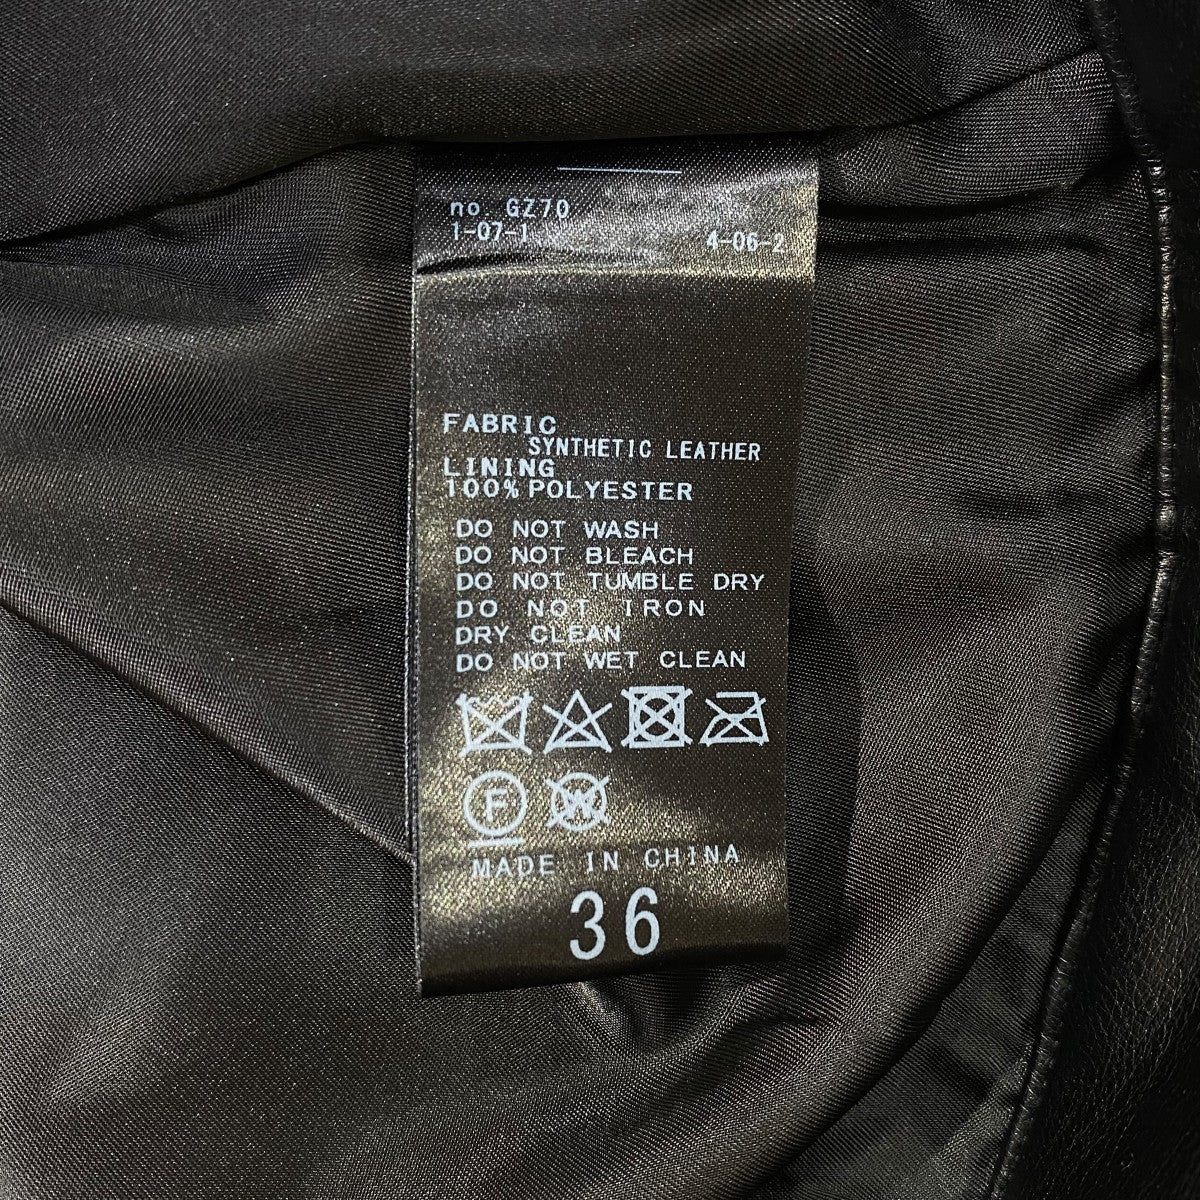 no. GZ70
1-07-1 4-06-2
FABRIC
SYNTHETIC LEATHER
LINING
100% POLYESTER
DO NOT WASH
DO NOT BLEACH
DO NOT TUMBLE DRY
DO NOT IRON
DRY CLEAN
DO NOT WET CLEAN
F W
MADE IN CHINA
36